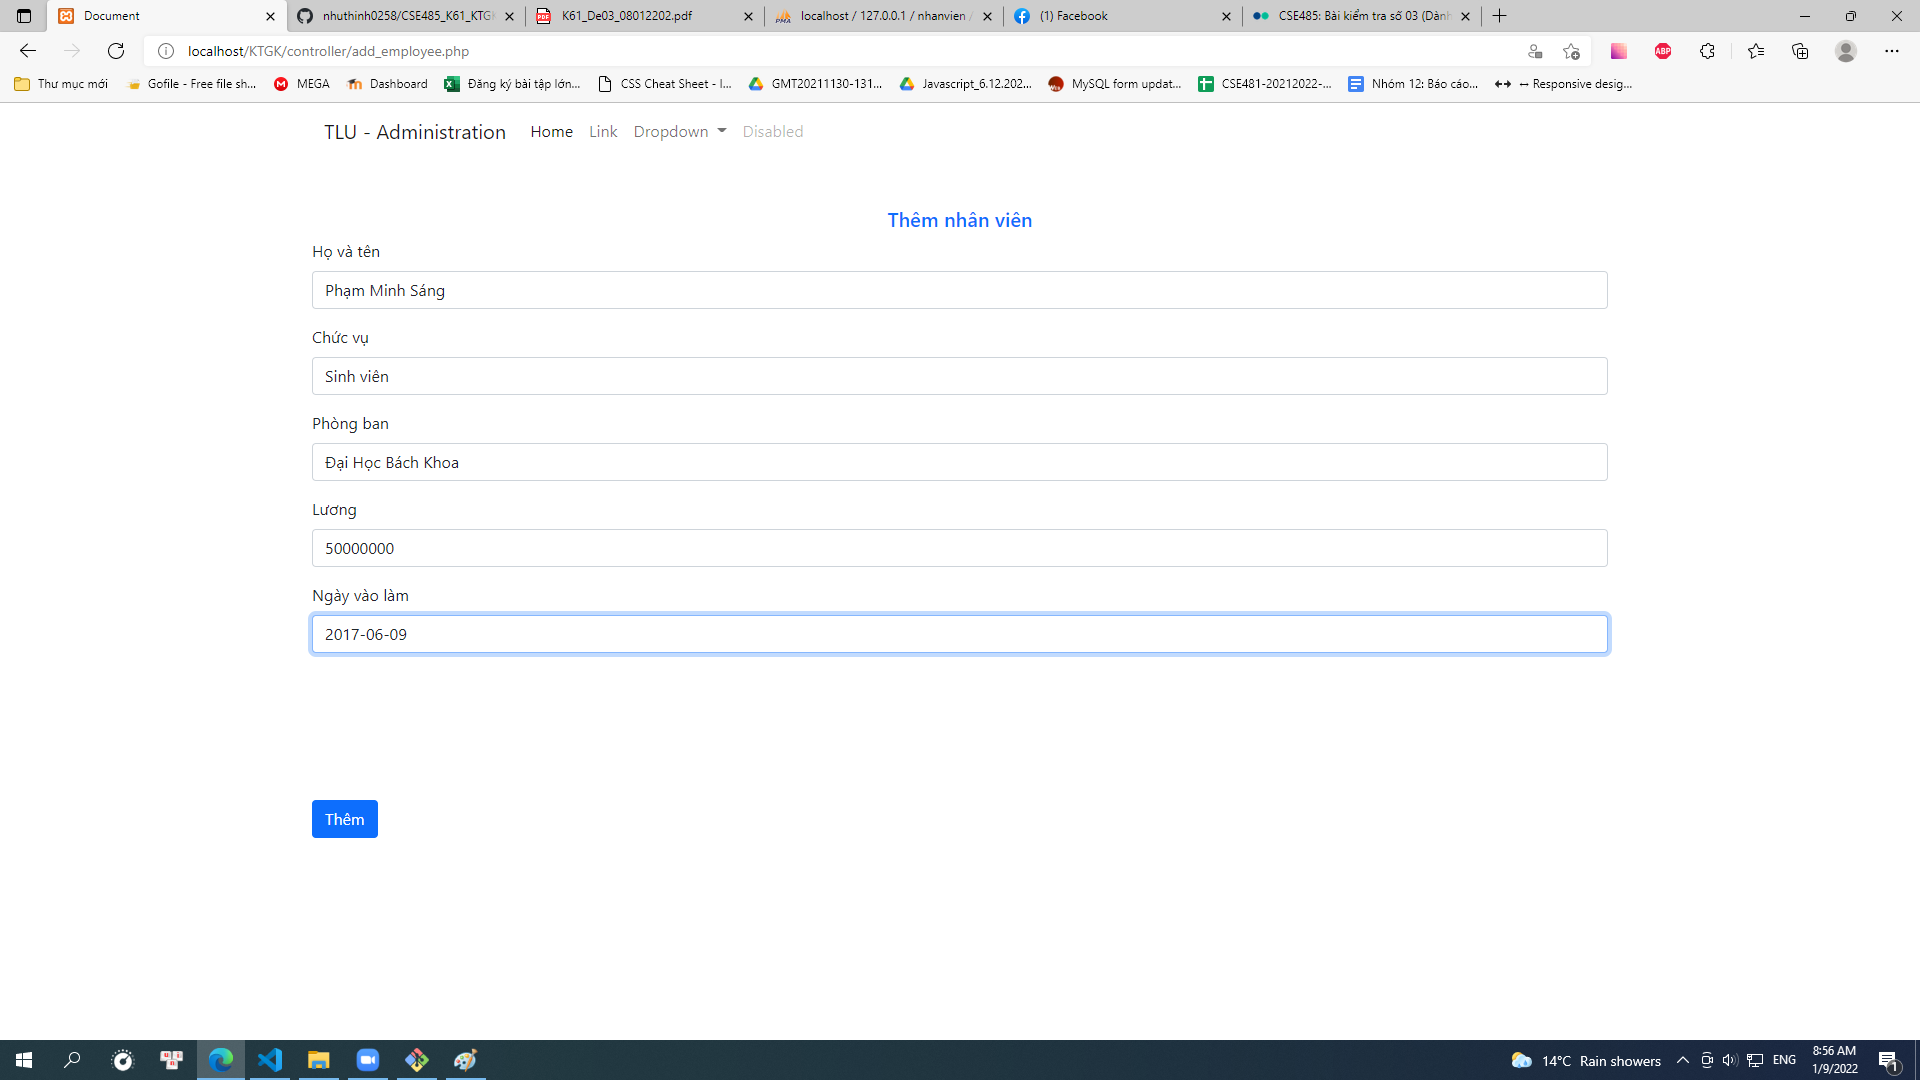 Document
nhuthinh0258/CSE485_K61_KTG
K61_De03_08012202.pdf
localhost / 127.0.0.1 / nhanvien /
(1) Facebook
CSE485: Bài kiểm tra số 03 (Dành
localhost/KTGK/controller/add_employee.php
ABP
Thư mục mới
Gofile - Free file sh...
MEGA
Dashboard
Đăng ký bài tập lớn...
CSS Cheat Sheet - I...
GMT20211130-131...
Javascript_6.12.202...
MySQL form updat...
CSE481-20212022-...
Nhóm 12: Báo cáo...
↔ Responsive desig...
TLU - Administration
Home
Link
Dropdown
Disabled
Thêm nhân viên
Họ và tên
Phạm Minh Sáng
Chức vụ
Sinh viên
Phòng ban
Đại Học Bách Khoa
Lương
50000000
Ngày vào làm
2017-06-09
Thêm
14°C Rain showers
ENG
8:56 AM
1/9/2022
1